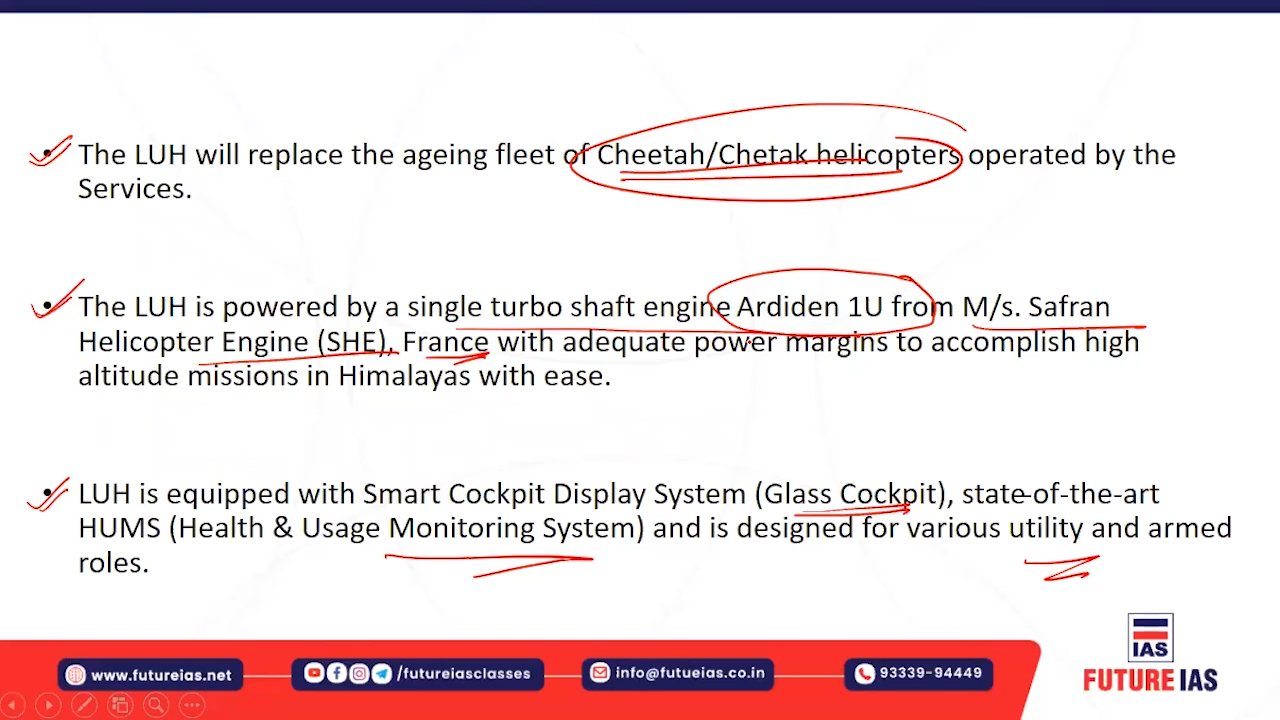 • The LUH will replace the ageing fleet of Cheetah/Chetak helicopters operated by the
Services.
• The LUH is powered by a single turbo shaft engine Ardiden 1U from M/s. Safran
Helicopter Engine (SHE), France with adequate power margins to accomplish high
altitude missions in Himalayas with ease.
• LUH is equipped with Smart Cockpit Display System (Glass Cockpit), state-of-the-art
HUMS (Health & Usage Monitoring System) and is designed for various utility and armed
roles.
IAS
FUTURE IAS
www.futureias.net
/futureiasclasses
info@futueias.co.in
93339-94449